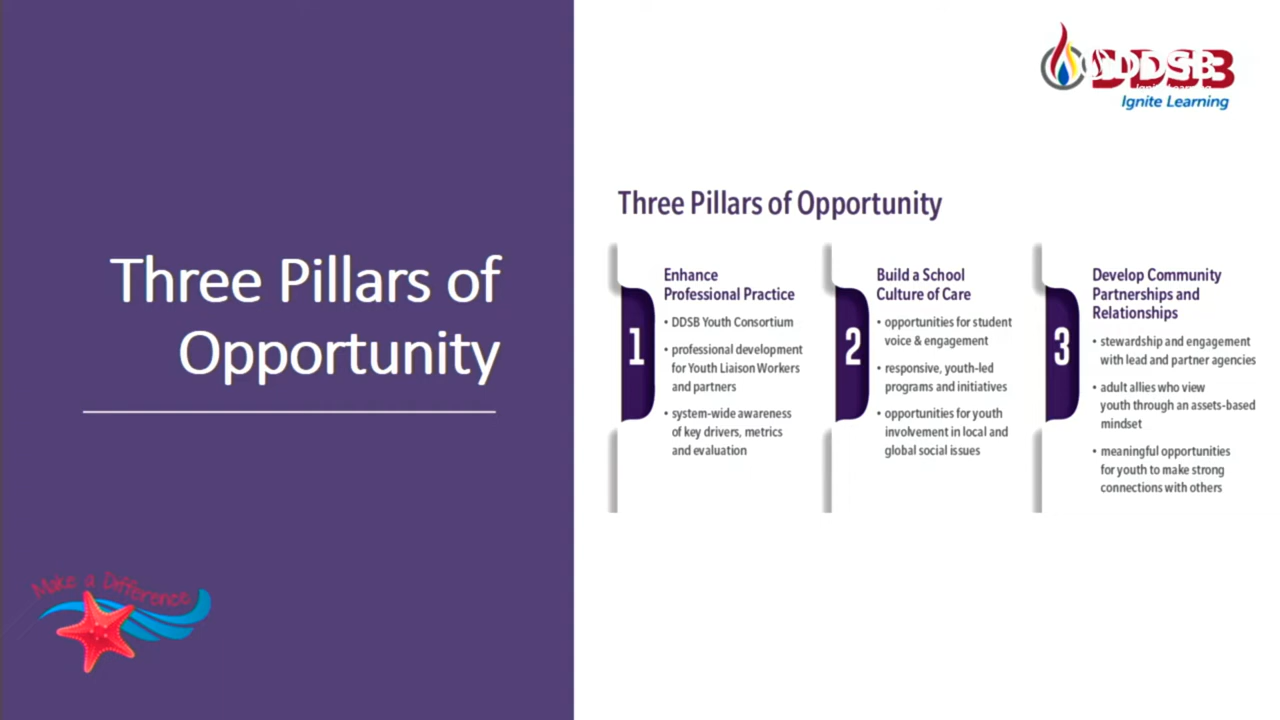 Three Pillars of
Opportunity
Make a Difference
DDSB
Ignite Learning
Three Pillars of Opportunity
1
Enhance
Professional Practice
• DDSB Youth Consortium
• professional development
for Youth Liaison Workers
and partners
• system-wide awareness
of key drivers, metrics
and evaluation
2
Build a School
Culture of Care
• opportunities for student
voice & engagement
• responsive, youth-led
programs and initiatives
• opportunities for youth
involvement in local and
global social issues
3
Develop Community
Partnerships and
Relationships
• stewardship and engagement
with lead and partner agencies
• adult allies who view
youth through an assets-based
mindset
• meaningful opportunities
for youth to make strong
connections with others